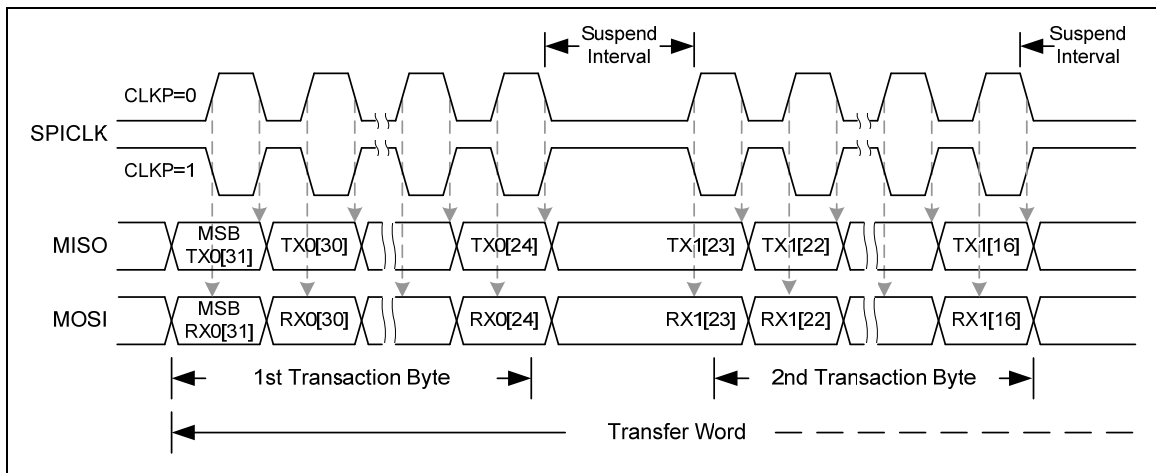 Suspend
Interval
Suspend
Interval
CLKP=0
SPICLK
CLKP=1
MISO
MSB
TX0[31]
TX0[30]
TX0[24]
TX1[23]
TX1[22]
TX1[16]
MOSI
MSB
RX0[31]
RX0[30]
RX0[24]
RX1[23]
RX1[22]
RX1[16]
1st Transaction Byte
2nd Transaction Byte
Transfer Word